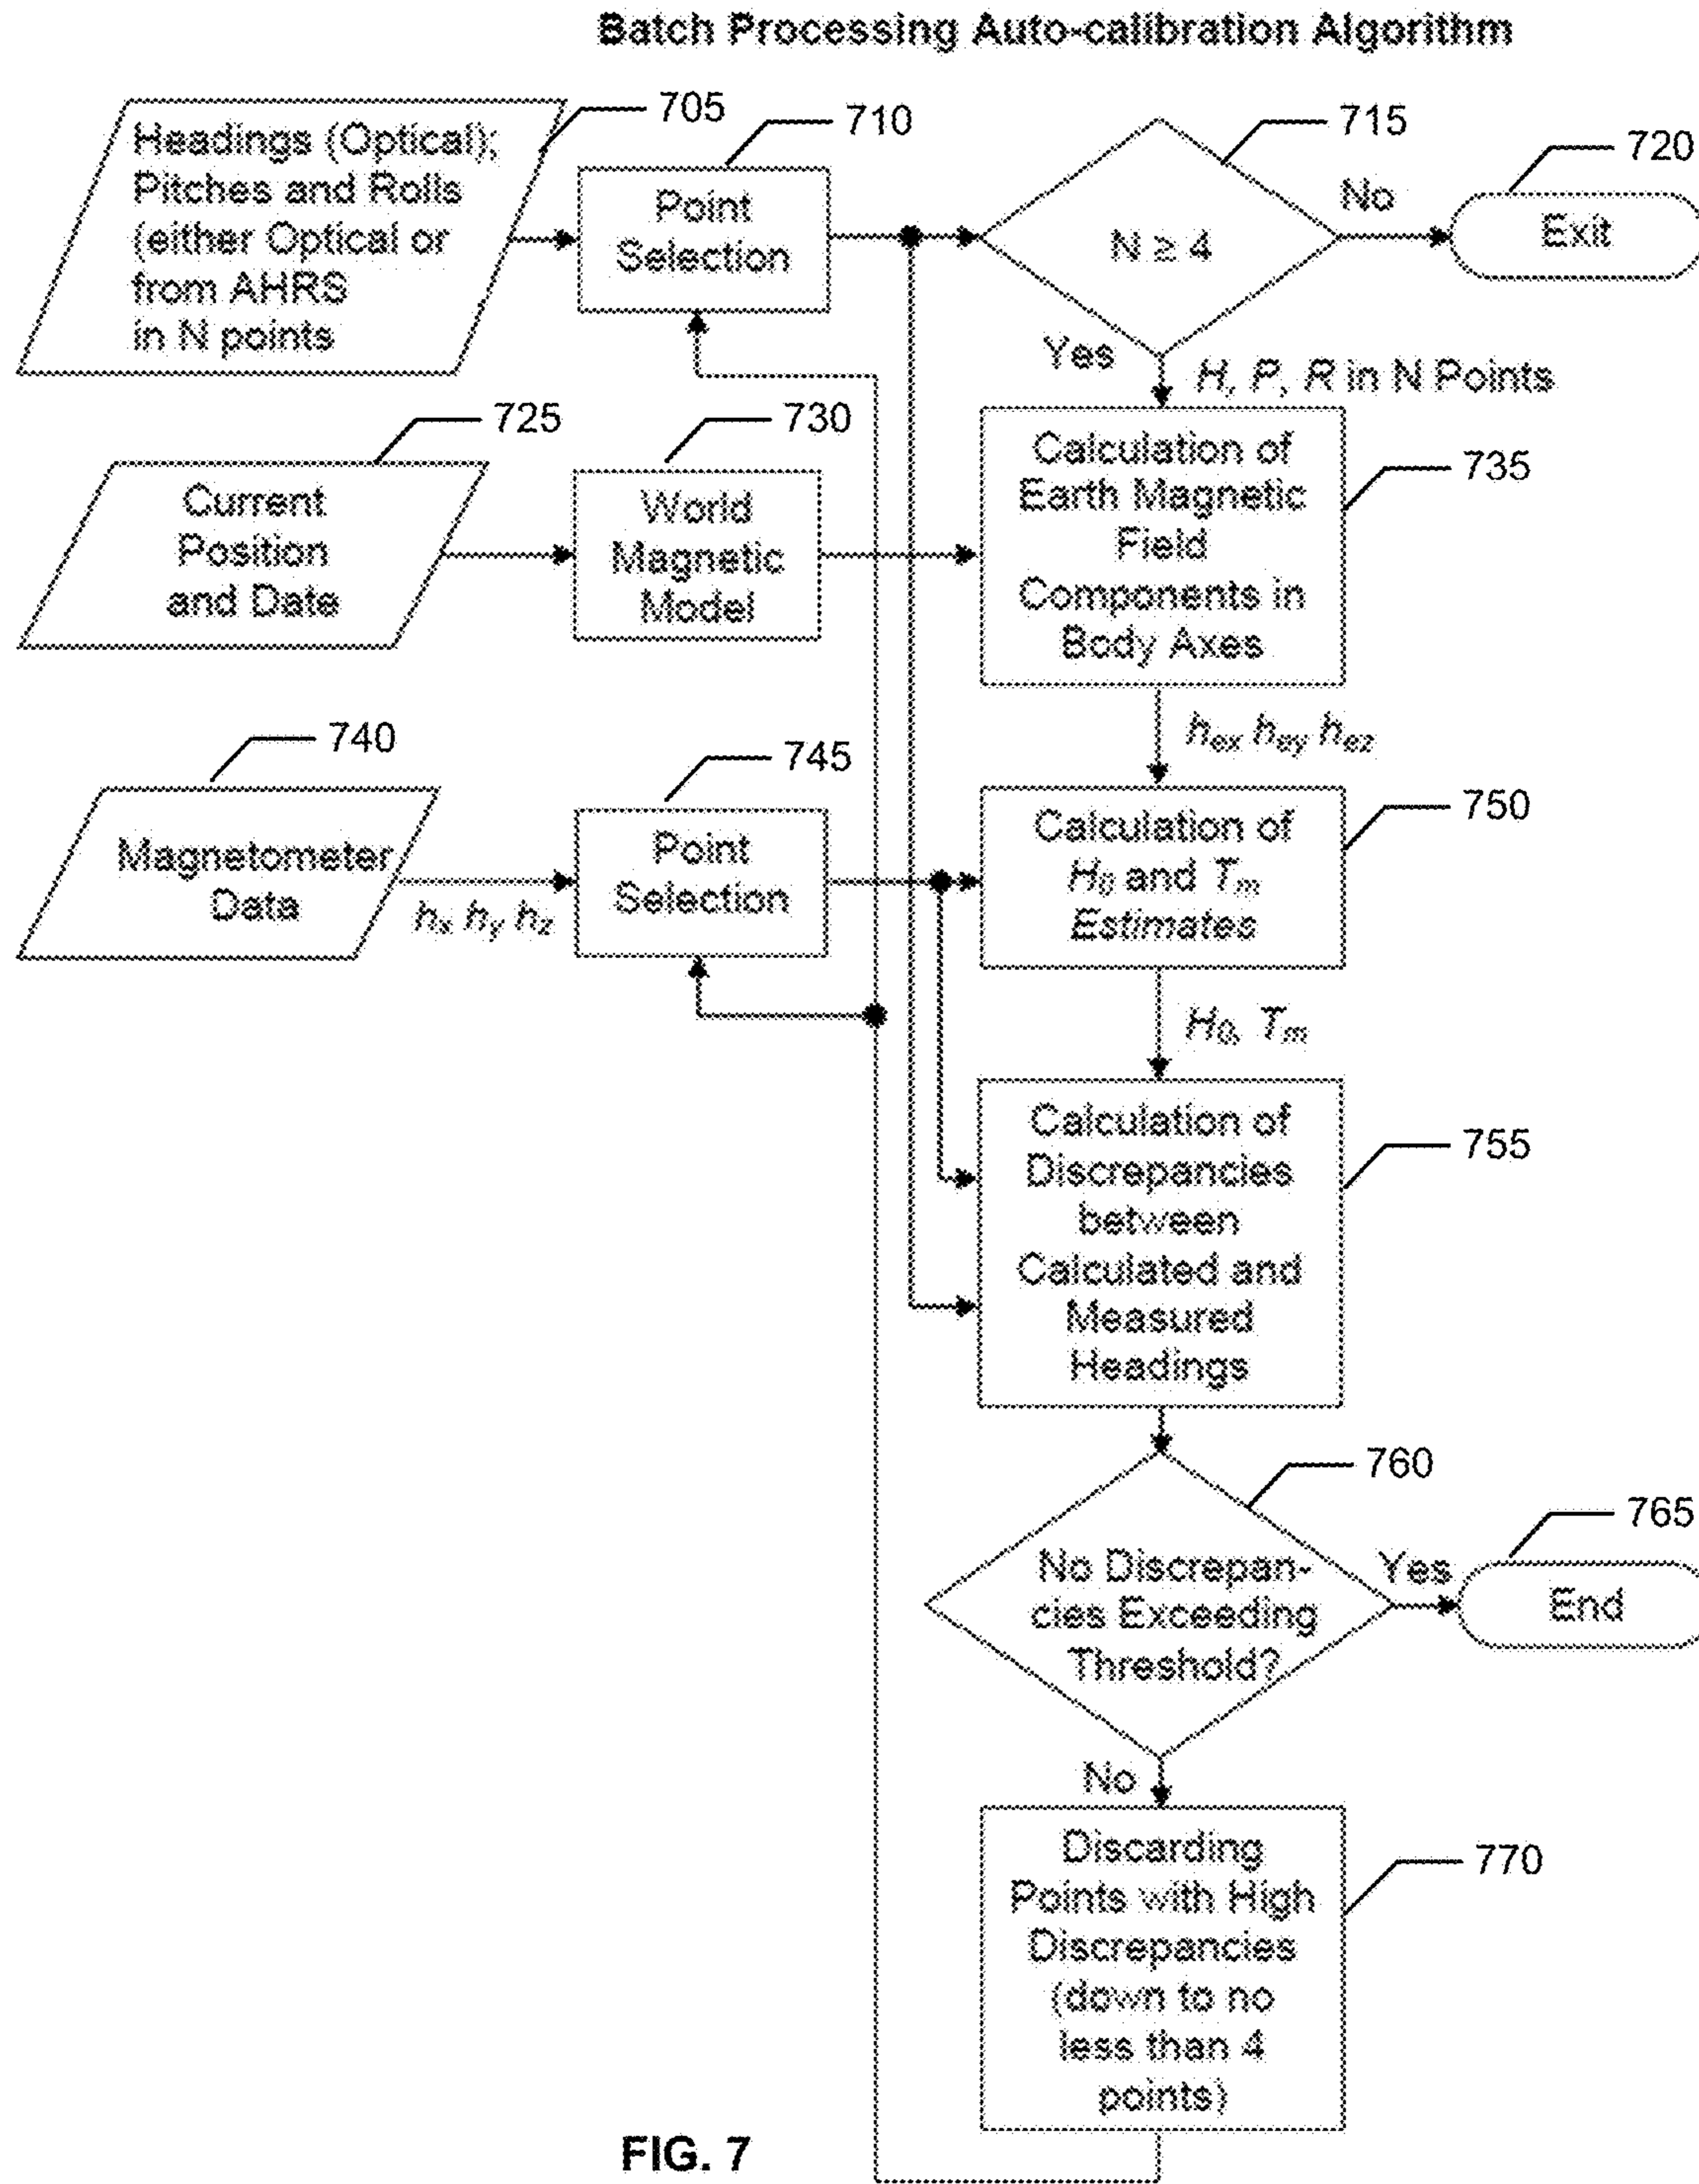 Batch Processing Auto-calibration Algorithm
705
Headings (Optical);
Pitches and Rolls
(either Optical or
from AHRS
in N points
710
Point
Selection
715
N ≥ 4
No
720
Exit
Yes
H, P, R in N Points
725
Current
Position
and Date
730
World
Magnetic
Model
735
Calculation of
Earth Magnetic
Field
Components in
Body Axes
hex hey hez
740
Magnetometer
Data
hx hy hz
745
Point
Selection
750
Calculation of
H0 and Tm
Estimates
H0, Tm
755
Calculation of
Discrepancies
between
Calculated and
Measured
Headings
760
No Discrepan-
cies Exceeding
Threshold?
Yes
765
End
No
770
Discarding
Points with High
Discrepancies
(down to no
less than 4
points)
FIG. 7